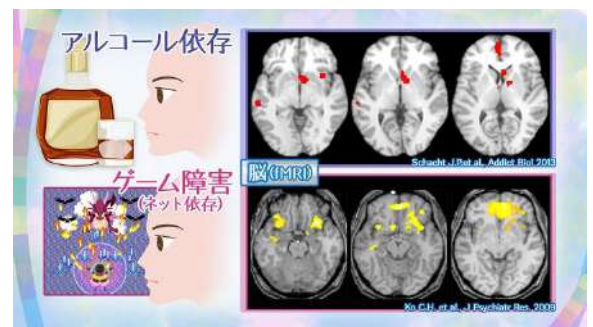 アルコール依存
Schacht J.P.et al., Addict Biol 2013
ゲーム障害
(ネット依存)
脳(fMRI)
Ko C.H. et al., J Psychiatr Res. 2009